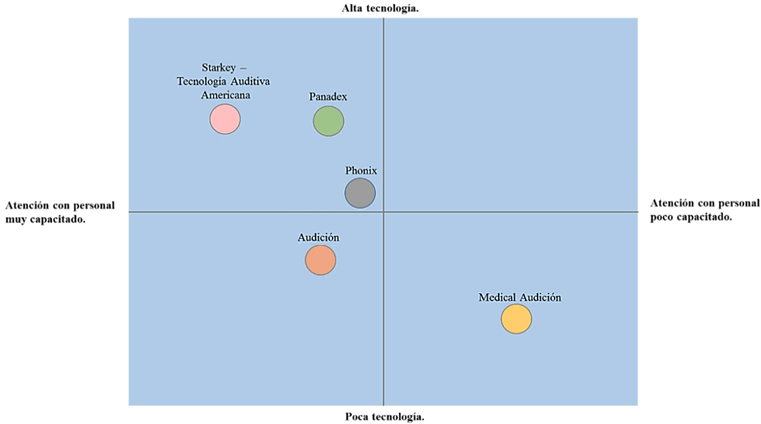 Alta tecnología.
Starkey –
Tecnología Auditiva
Americana
Panadex
Phonix
Atención con personal
muy capacitado.
Atención con personal
poco capacitado.
Audición
Medical Audición
Poca tecnología.